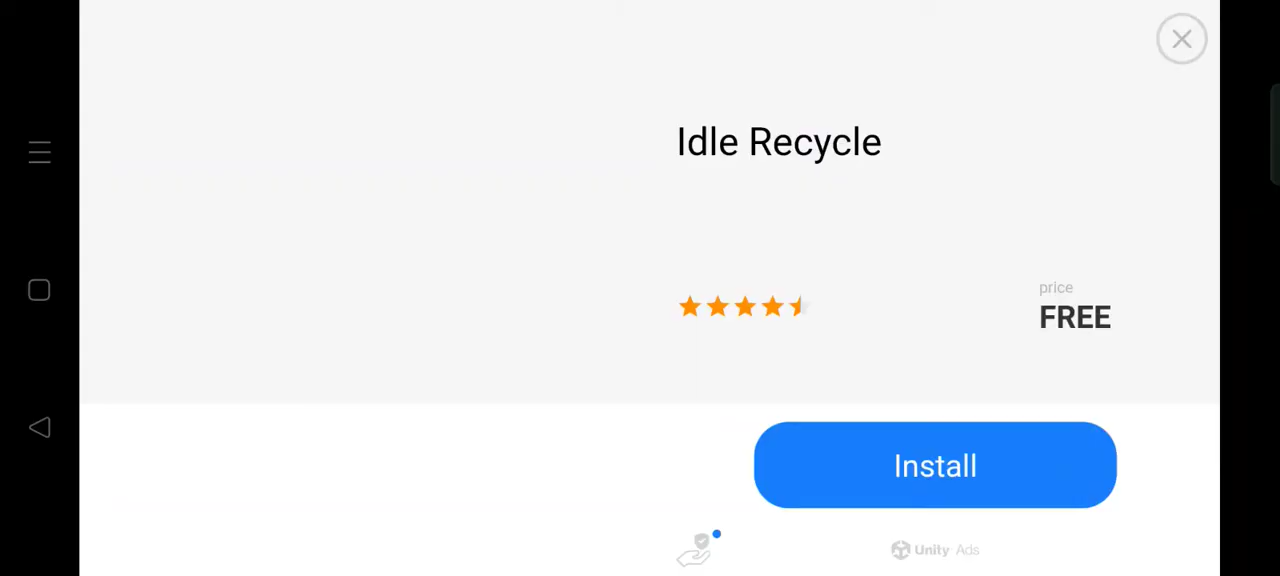 Idle Recycle
price
FREE
Install
Unity Ads